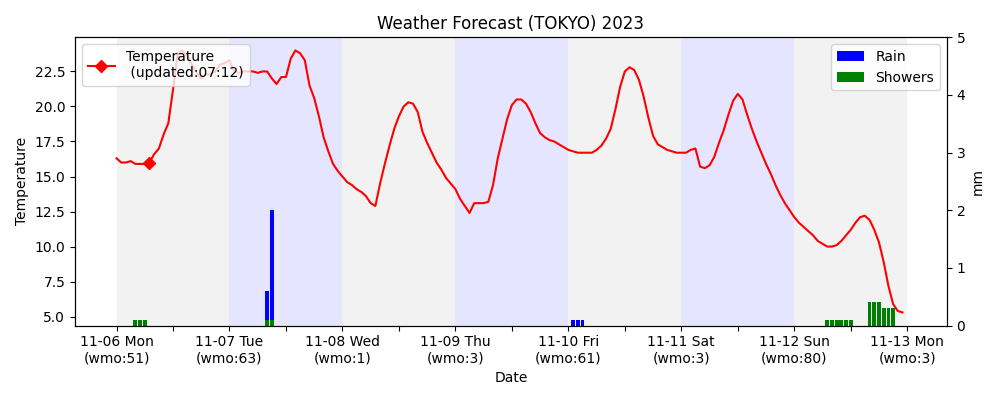 Weather Forecast (TOKYO) 2023
Temperature
(updated:07:12)
Rain
Showers
Temperature
22.5
20.0
17.5
15.0
12.5
10.0
7.5
5.0
5
4
3
2
1
0
mm
11-06 Mon
(wmo:51)
11-07 Tue
(wmo:63)
11-08 Wed
(wmo:1)
11-09 Thu
(wmo:3)
11-10 Fri
(wmo:61)
11-11 Sat
(wmo:3)
11-12 Sun
(wmo:80)
11-13 Mon
(wmo:3)
Date